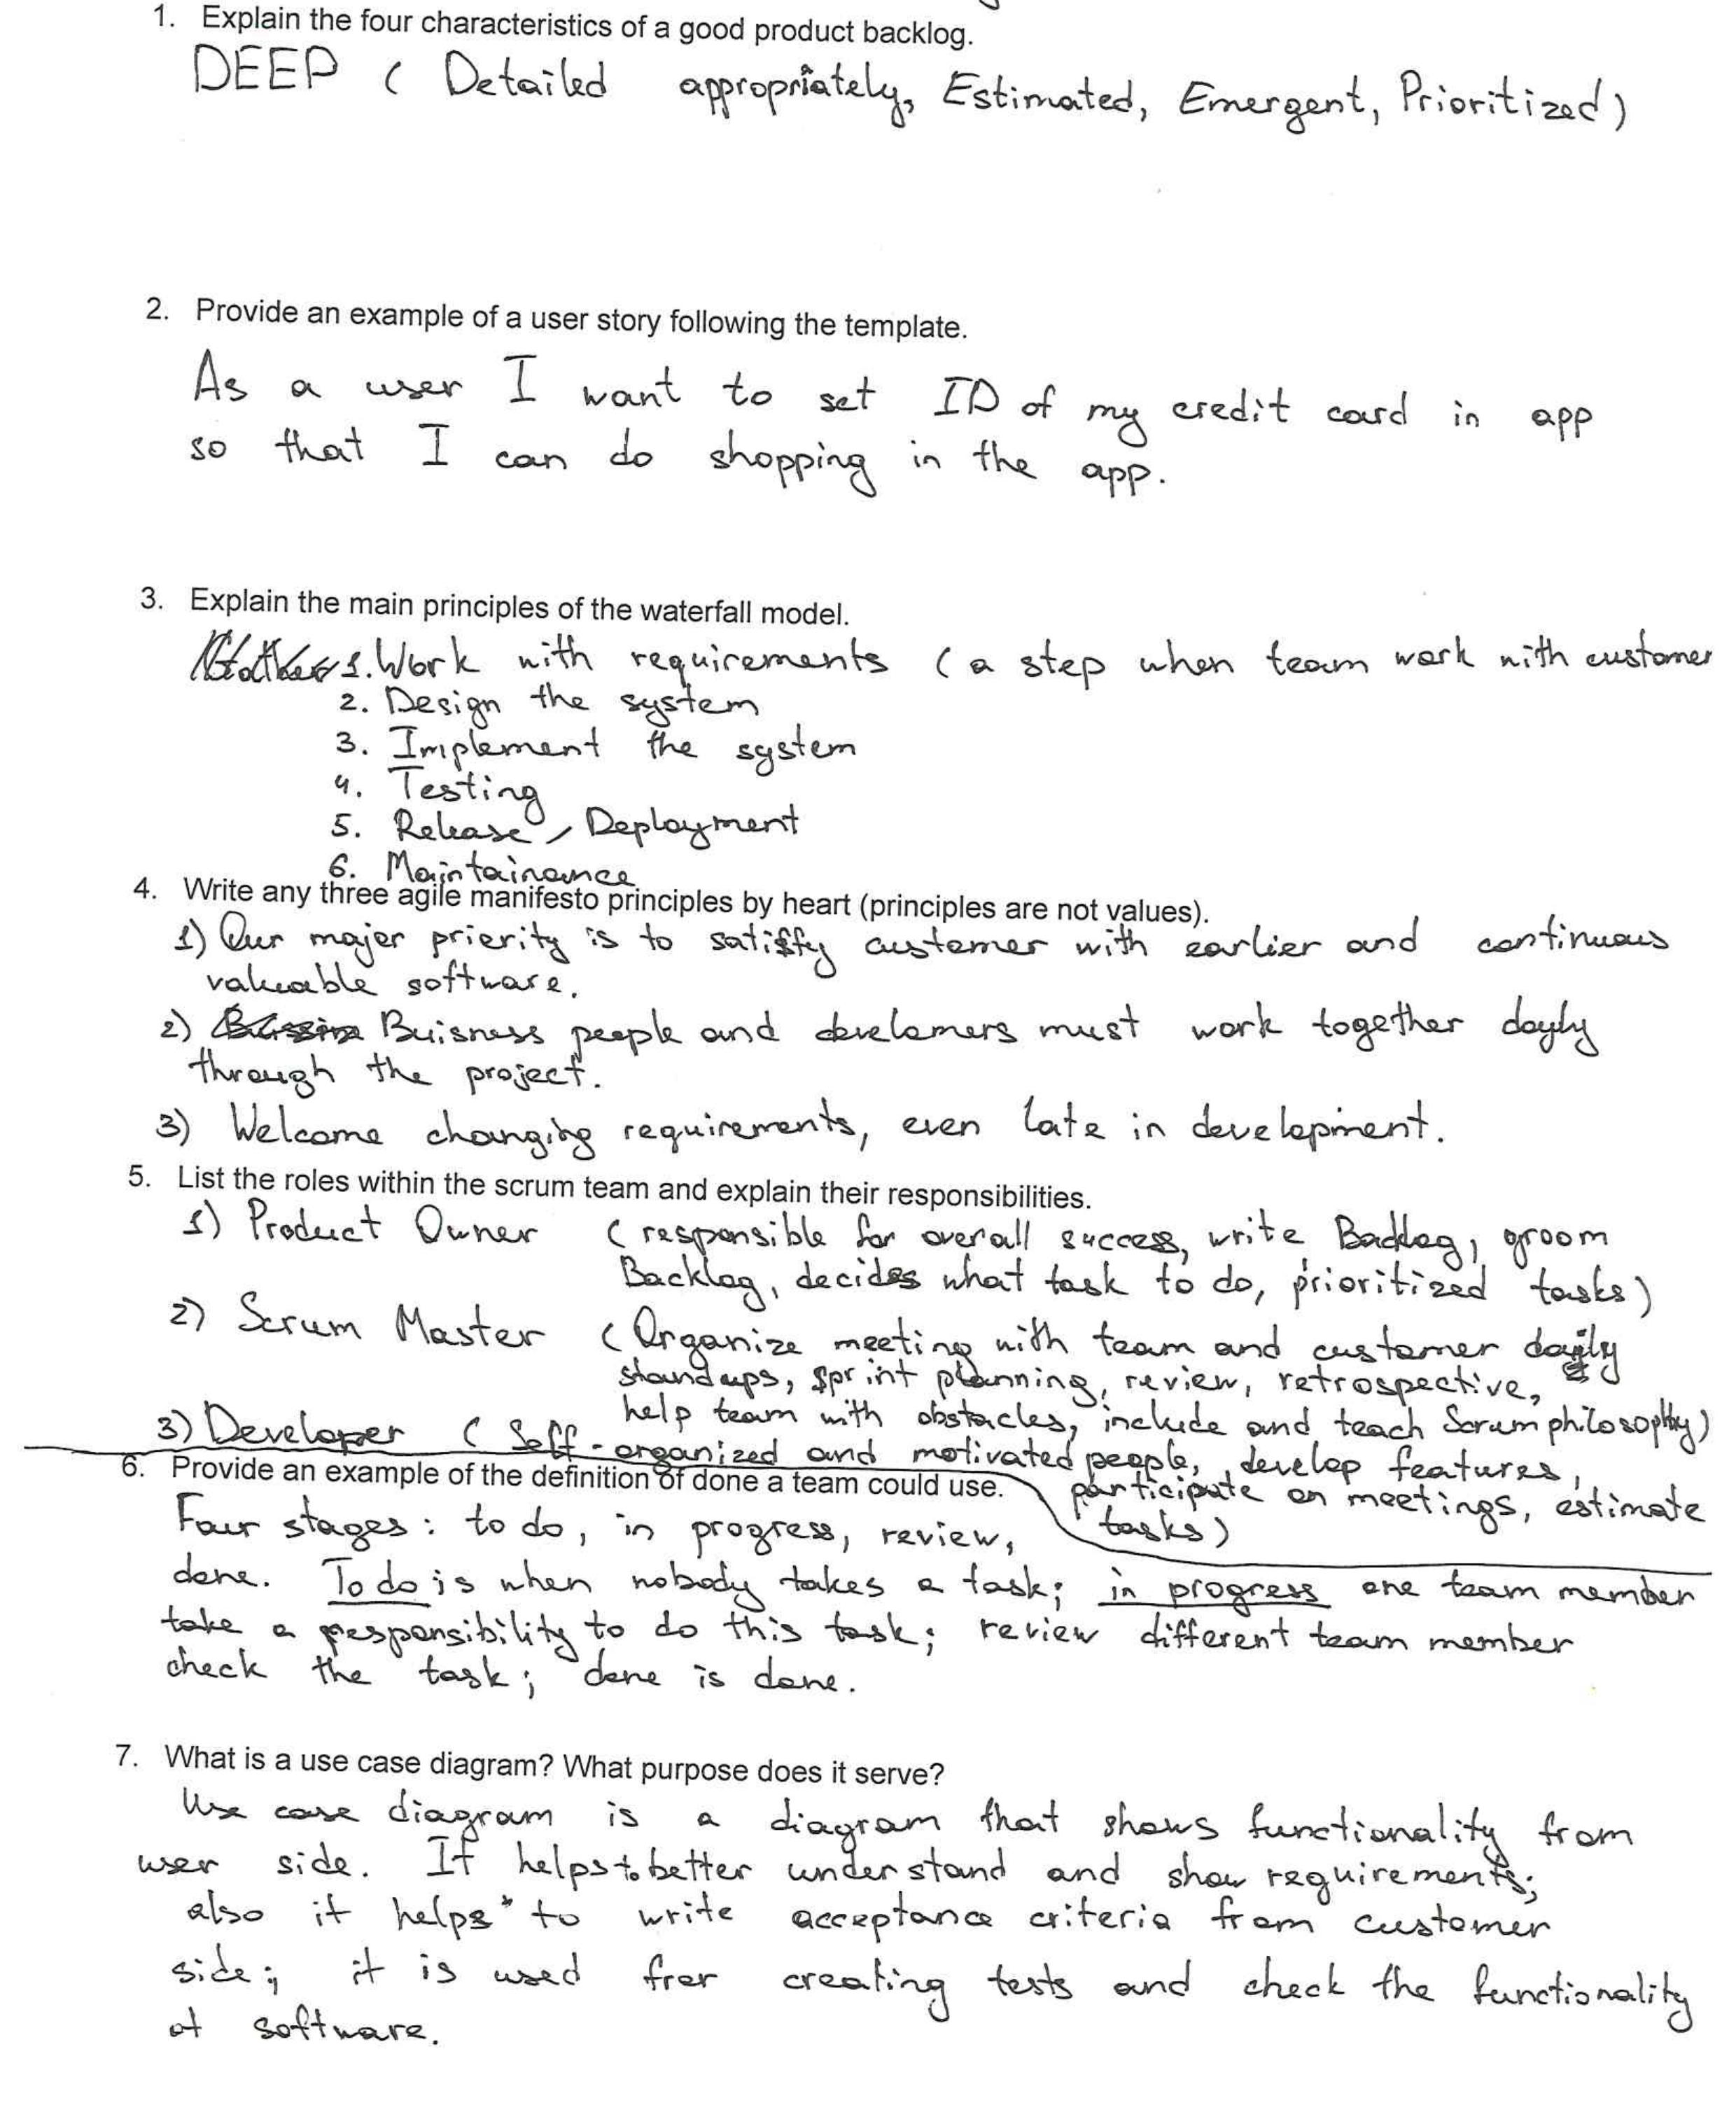 1. Explain the four characteristics of a good product backlog.
DEEP ( Detailed appropriately, Estimated, Emergent, Prioritized)
2. Provide an example of a user story following the template.
As a user I want to set ID of my credit card in app
so that I can do shopping in the app.
3. Explain the main principles of the waterfall model.
1. Work with requirements ( a step when team work with customer
2. Design the system
3. Implement the system
4. Testing
5. Release / Deployment
6. Maintainance
4. Write any three agile manifesto principles by heart (principles are not values).
1) Our major priority is to satisfy customer with earlier and continuous
valuable software.
2) Buisness people and develomers must work together dayly
through the project.
3) Welcome changing requirements, even late in development.
5. List the roles within the scrum team and explain their responsibilities.
1) Product Owner ( responsible for overall success, write Backlog, groom
Backlog, decides what task to do, prioritized tasks)
2) Scrum Master ( Organize meeting with team and customer daily
standups, sprint planning, review, retrospective,
help team with obstacles, include and teach Scrum philosophy)
3) Developer ( Self-organized and motivated people, develop features,
participate on meetings, estimate
tasks)
6. Provide an example of the definition of done a team could use.
Four stages: to do, in progress, review,
done. To do is when nobody takes a task; in progress one team member
take a responsibility to do this task; review different team member
check the task; done is done.
7. What is a use case diagram? What purpose does it serve?
Use case diagram is a diagram that shows functionality from
user side. It helps to better understand and show requirements;
also it helps to write acceptance criteria from customer
side; it is used for creating tests and check the functionality
of software.